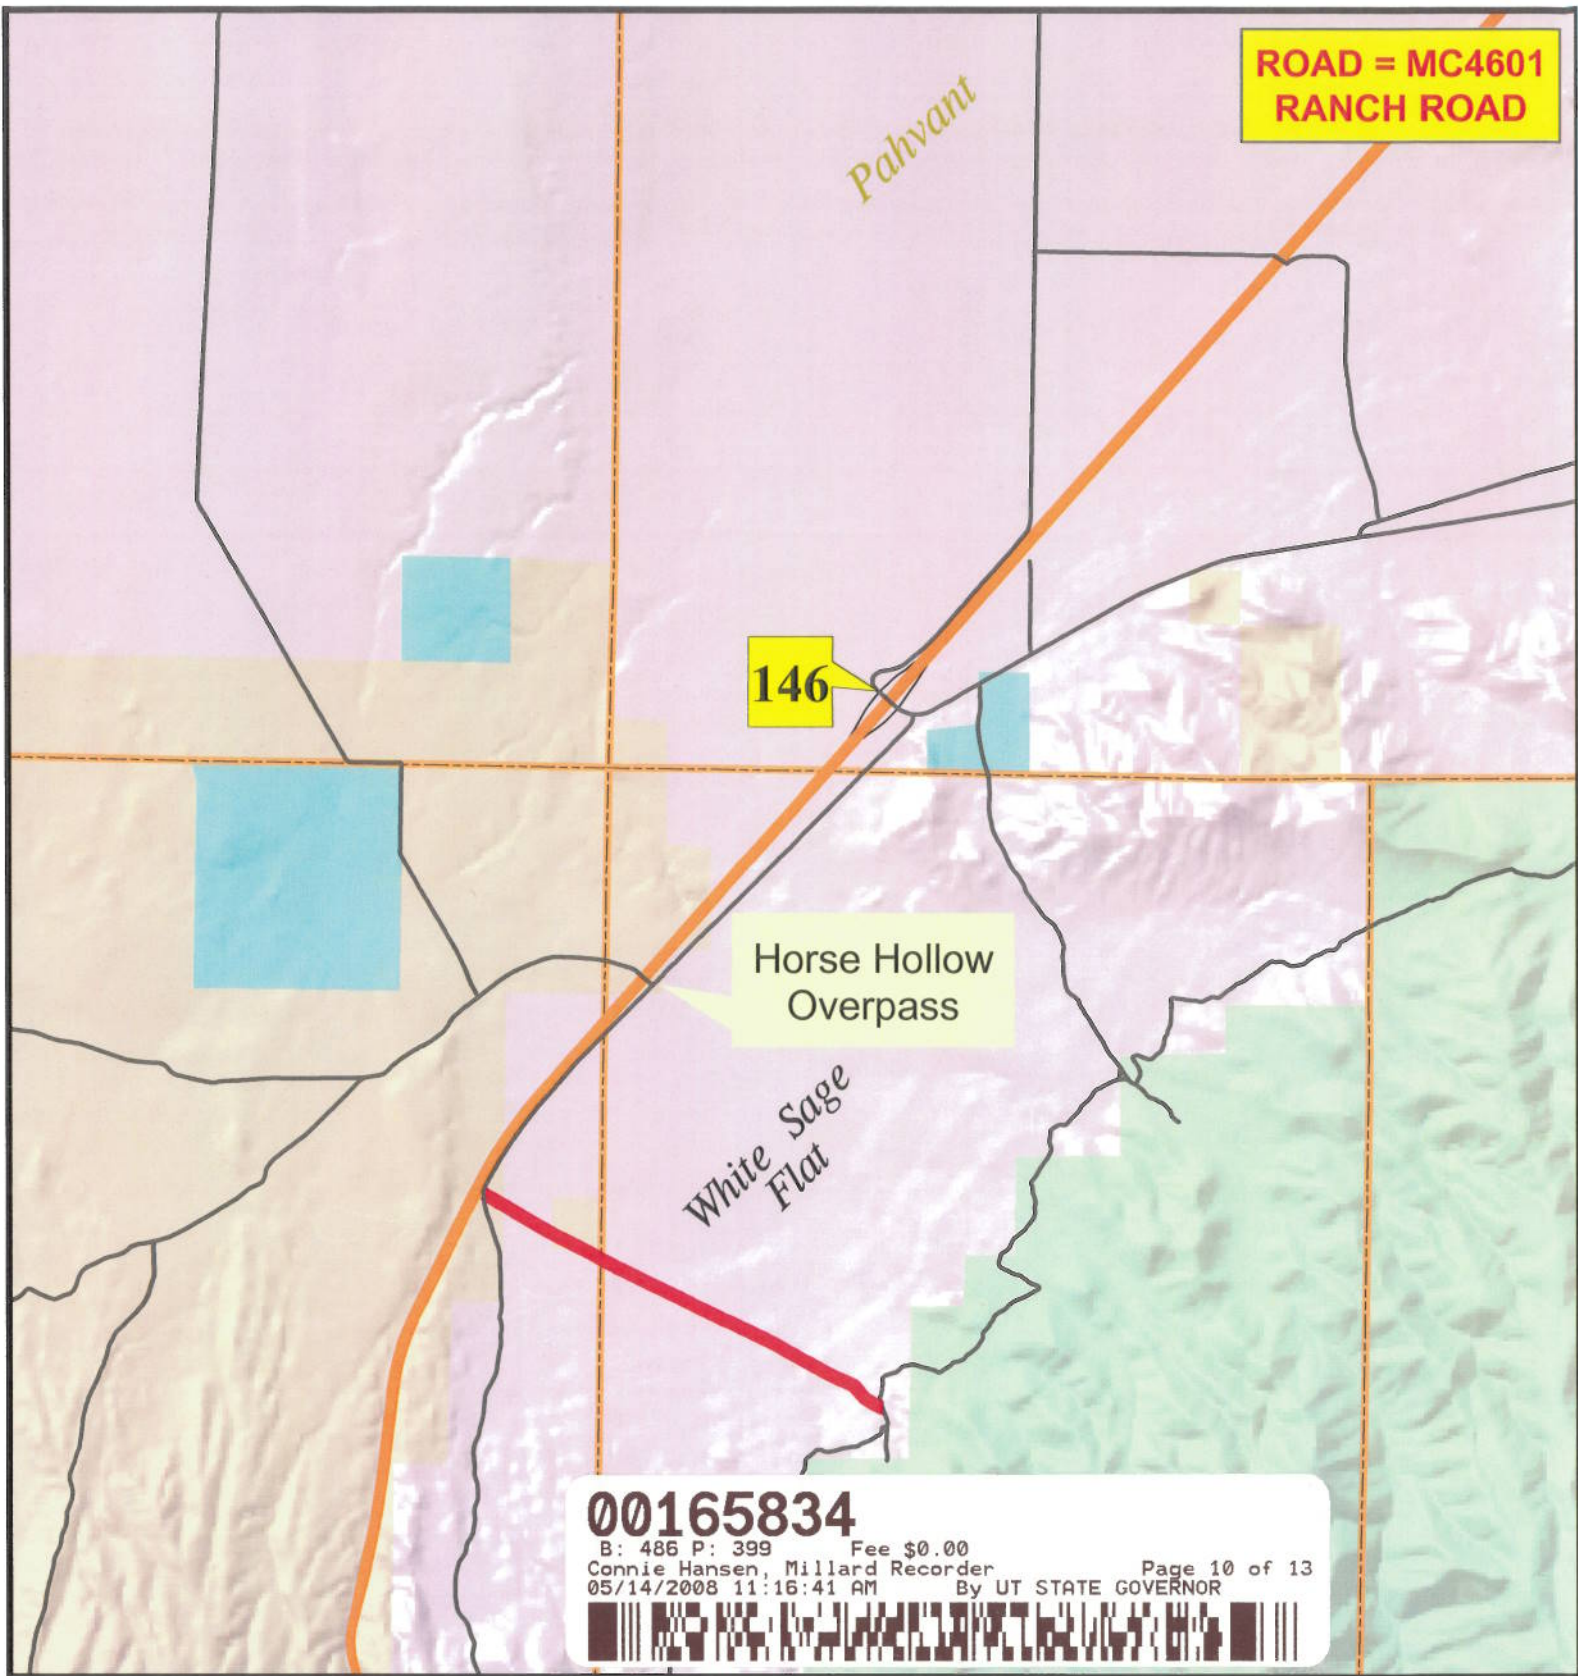 ROAD = MC4601
RANCH ROAD
Pahvant
146
Horse Hollow
Overpass
White Sage
Flat
00165834
B: 486 P: 399 Fee $0.00
Connie Hansen, Millard Recorder Page 10 of 13
05/14/2008 11:16:41 AM By UT STATE GOVERNOR